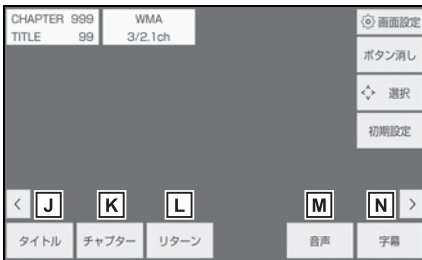 CHAPTER 999 WMA 画面設定
TITLE 99 3/2.1ch
ボタン消し
選択
初期設定
< J K L M N >
タイトル チャプター リターン 音声 字幕